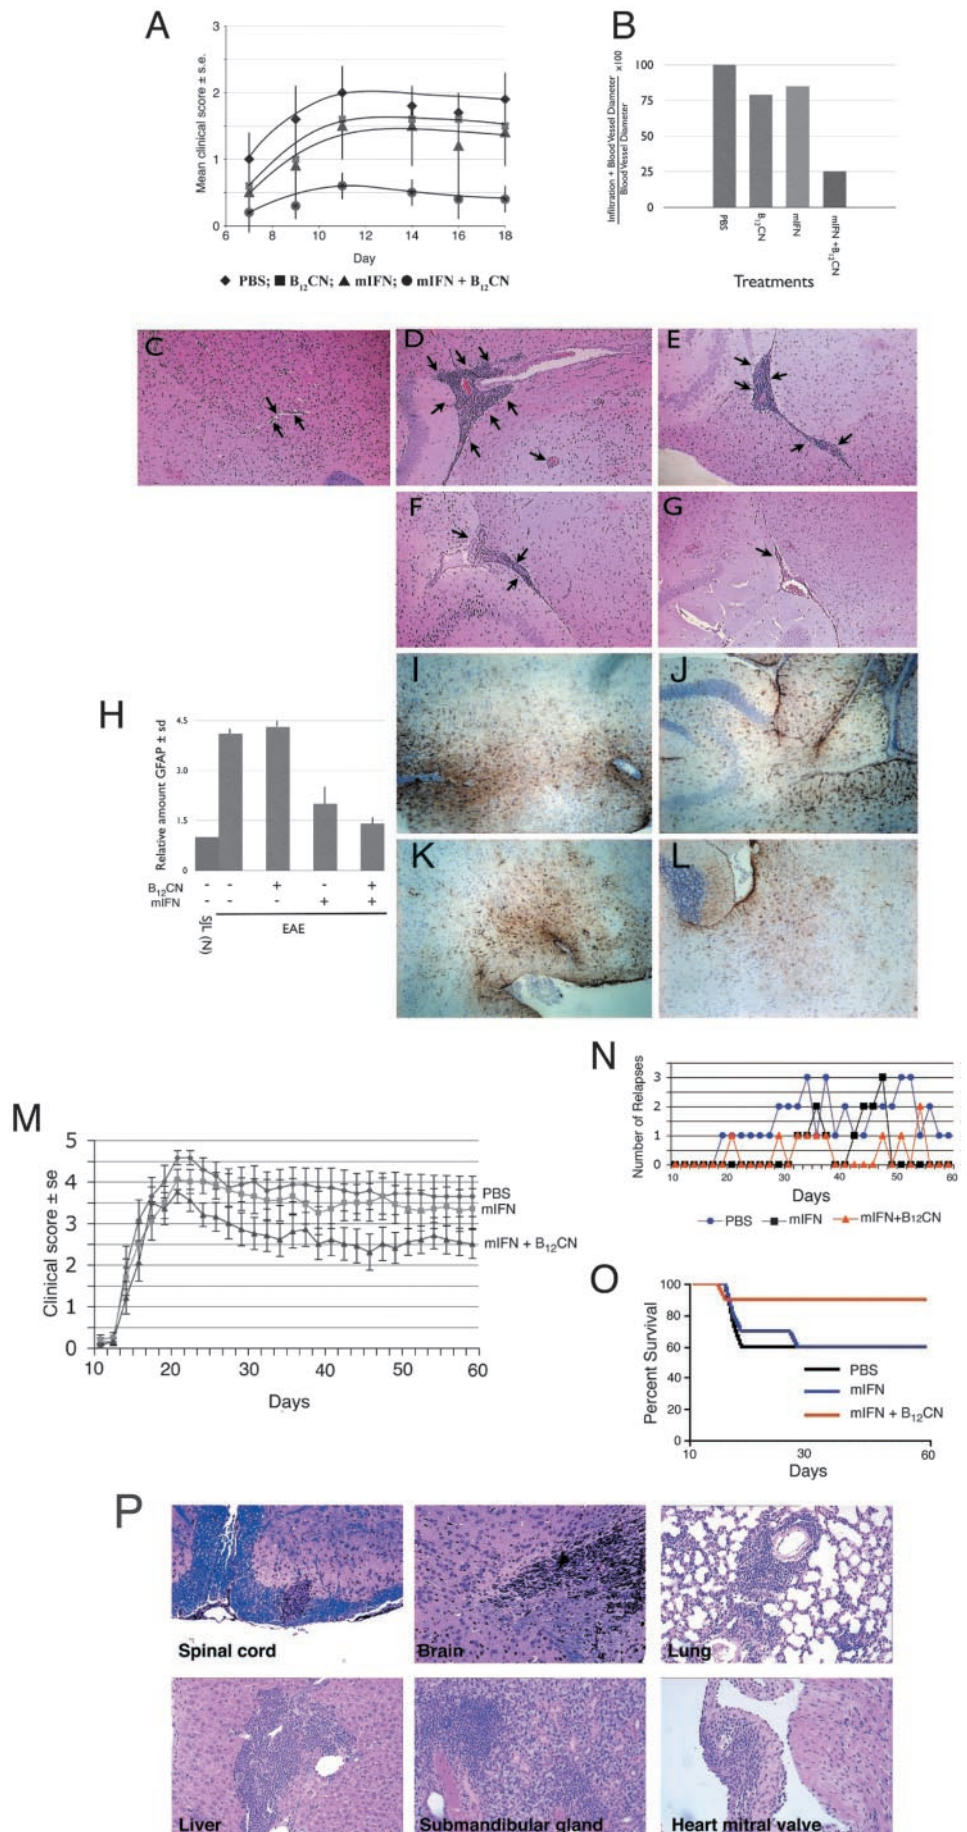 A
Mean clinical score ± s.e.
3
2
1
0
6 8 10 12 14 16 18
Day
◆ PBS; ■ B₁₂CN; ▲ mIFN; ● mIFN + B₁₂CN
B
Infiltration + Blood Vessel Diameter
Blood Vessel Diameter
x100
100
75
50
25
0
PBS
B₁₂CN
mIFN
mIFN + B₁₂CN
Treatments
C
D
E
F
G
H
Relative amount GFAP ± sd
4.5
3.0
1.5
0
B₁₂CN - - + - +
mIFN - - - + +
SJL (N)
EAE
I
J
K
L
M
Clinical score ± se
5
4
3
2
1
0
10 20 30 40 50 60
Days
PBS
mIFN
mIFN + B₁₂CN
N
Number of Relapses
3
2
1
0
10 20 30 40 50 60
Days
PBS mIFN mIFN+B₁₂CN
O
Percent Survival
100
80
60
40
20
0
10 30 60
Days
PBS
mIFN
mIFN + B₁₂CN
P
Spinal cord
Brain
Lung
Liver
Submandibular gland
Heart mitral valve